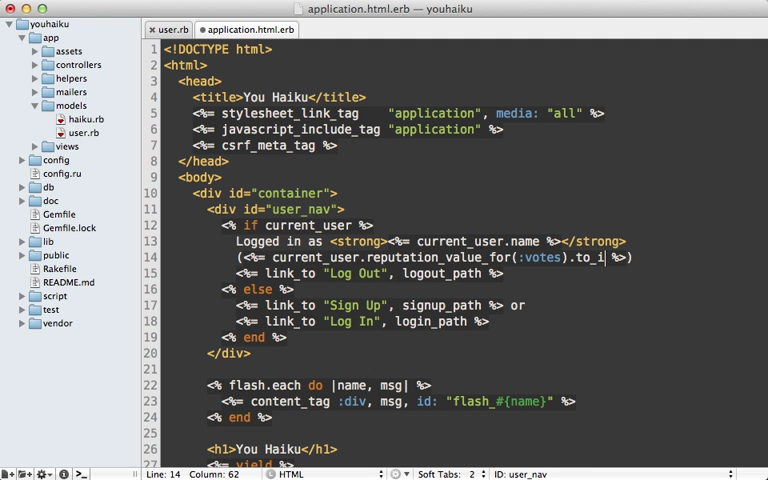 application.html.erb — youhaiku
youhaiku
app
assets
controllers
helpers
mailers
models
haiku.rb
user.rb
views
config
config.ru
db
doc
Gemfile
Gemfile.lock
lib
public
Rakefile
README.md
script
test
vendor
user.rb
application.html.erb
1 <!DOCTYPE html>
2 <html>
3 <head>
4 <title>You Haiku</title>
5 <%= stylesheet_link_tag    "application", media: "all" %>
6 <%= javascript_include_tag "application" %>
7 <%= csrf_meta_tag %>
8 </head>
9 <body>
10 <div id="container">
11 <div id="user_nav">
12 <% if current_user %>
13 Logged in as <strong><%= current_user.name %></strong>
14 (<%= current_user.reputation_value_for(:votes).to_i %>)
15 <%= link_to "Log Out", logout_path %>
16 <% else %>
17 <%= link_to "Sign Up", signup_path %> or
18 <%= link_to "Log In", login_path %>
19 <% end %>
20 </div>
21
22 <% flash.each do |name, msg| %>
23 <%= content_tag :div, msg, id: "flash_#{name}" %>
24 <% end %>
25
26 <h1>You Haiku</h1>
27 <%= yield %>
Line: 14 Column: 62 HTML Soft Tabs: 2 ID: user_nav